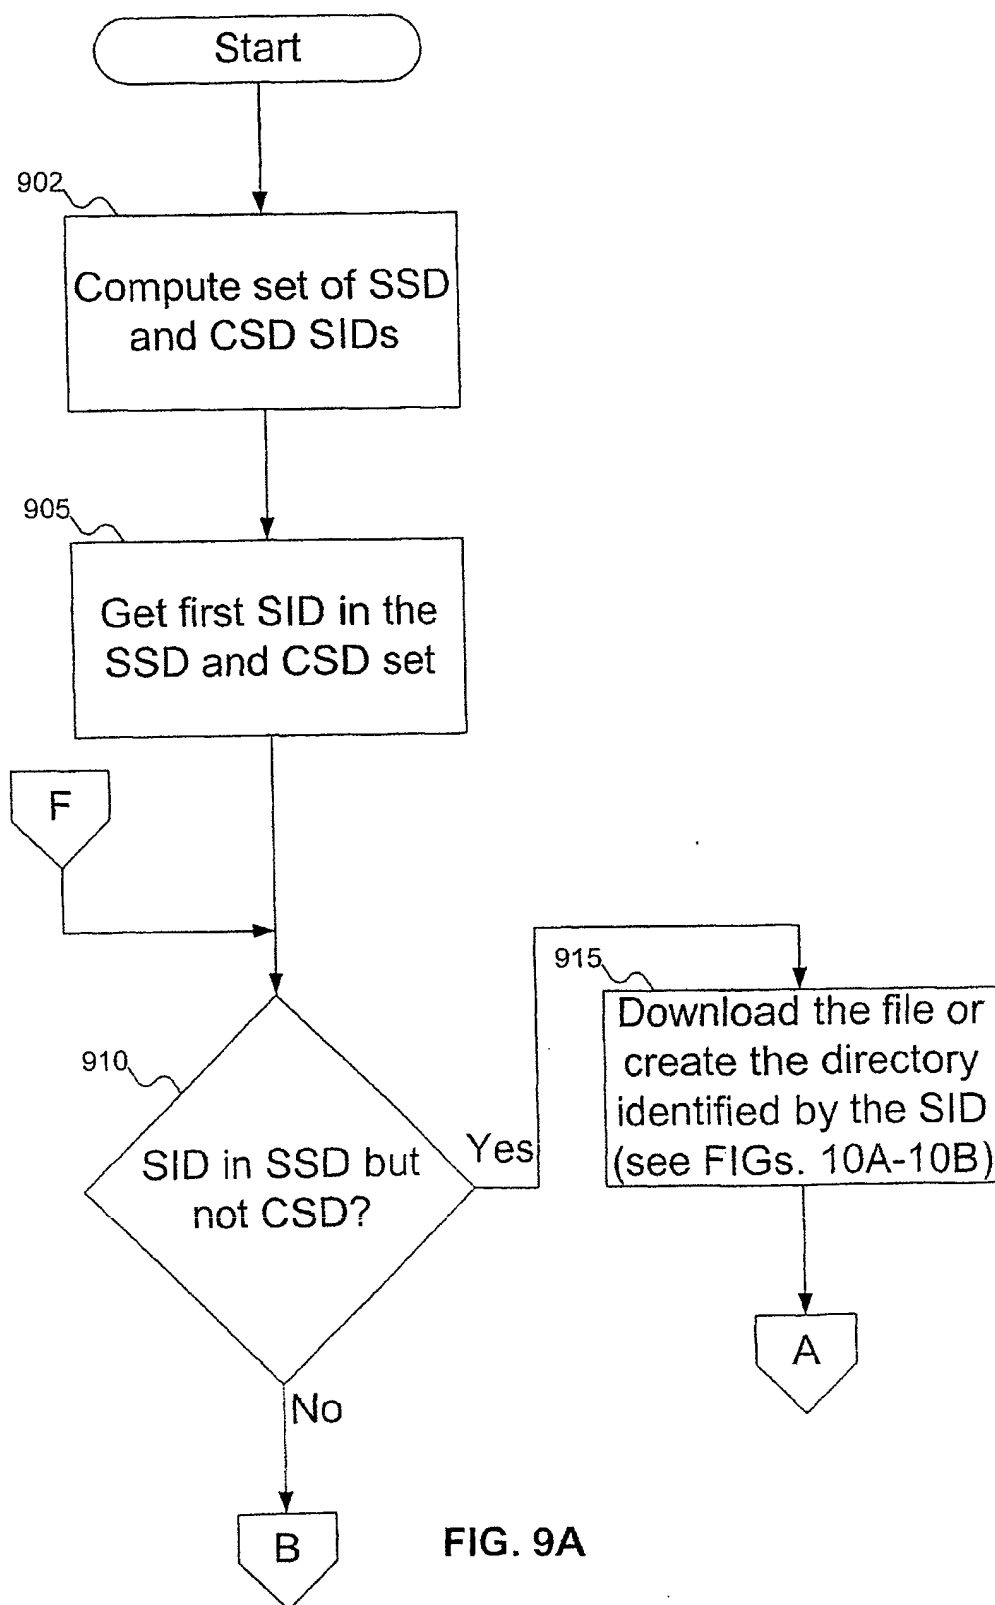 Start
902
Compute set of SSD
and CSD SIDs
905
Get first SID in the
SSD and CSD set
F
910
SID in SSD but
not CSD?
Yes
915
Download the file or
create the directory
identified by the SID
(see FIGs. 10A-10B)
A
No
B
FIG. 9A